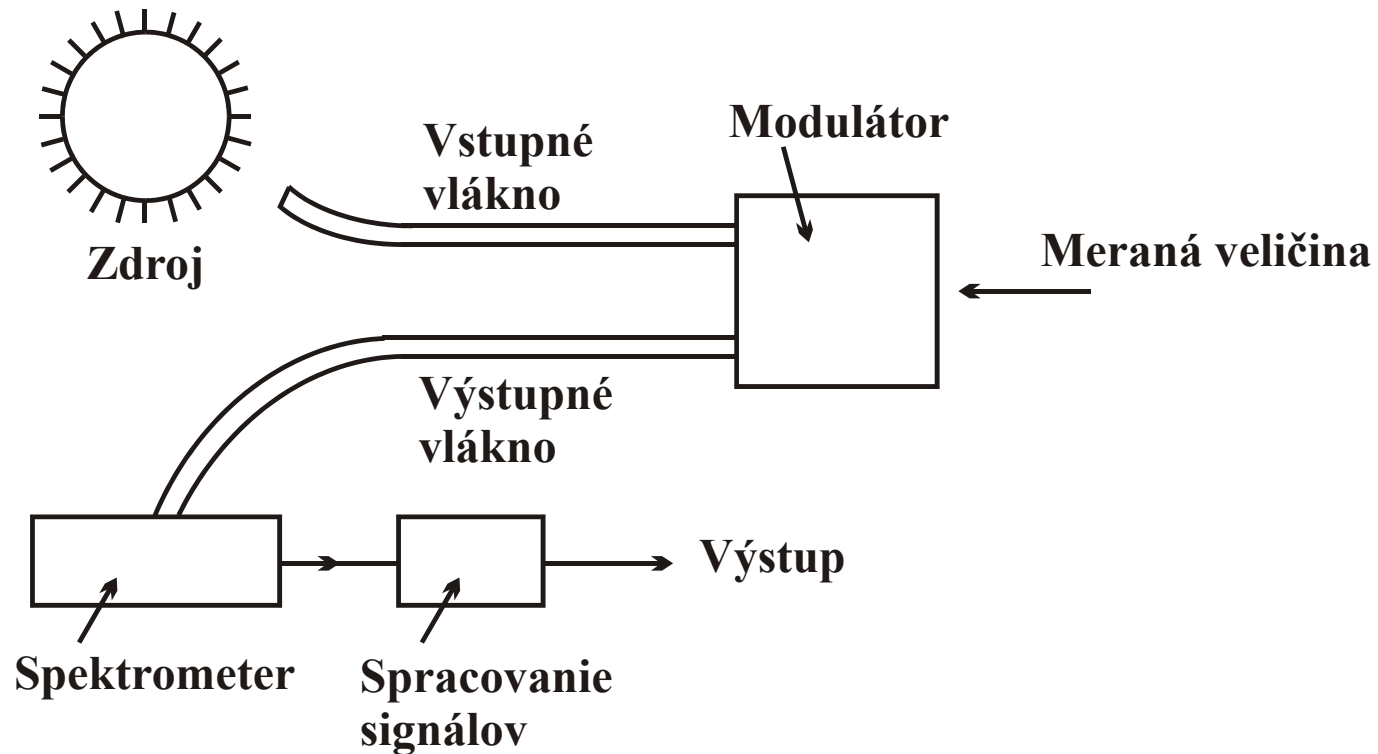 Zdroj
Vstupné
vlákno
Modulátor
Meraná veličina
Výstupné
vlákno
Výstup
Spektrometer
Spracovanie
signálov